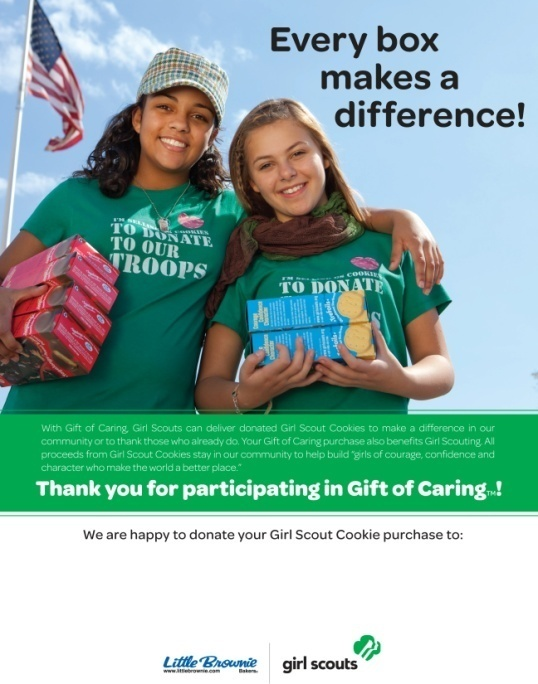 Every box
makes a
difference!
I'M SELLING COOKIES
TO DONATE
TO OUR
TROOPS
COOKIES
TO DONATE
With Gift of Caring, Girl Scouts can deliver donated Girl Scout Cookies to make a difference in our
community or to thank those who already do. Your Gift of Caring purchase also benefits Girl Scouting. All
proceeds from Girl Scout Cookies stay in our community to help build “girls of courage, confidence and
character who make the world a better place.”
Thank you for participating in Gift of Caring™!
We are happy to donate your Girl Scout Cookie purchase to:
Little Brownie
www.littlebrownie.com Bakers.
girl scouts